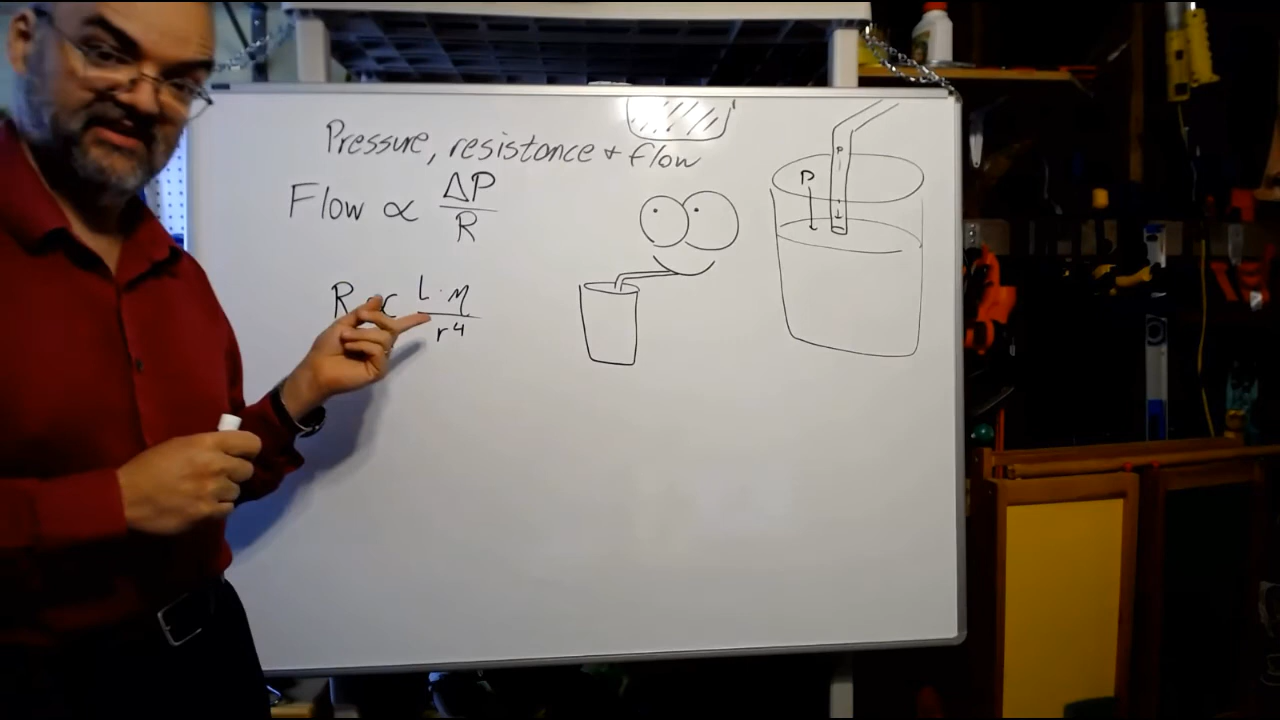 Pressure, resistance + flow
Flow ∝ ΔP
R
R ∝ L · η
r⁴
P
P